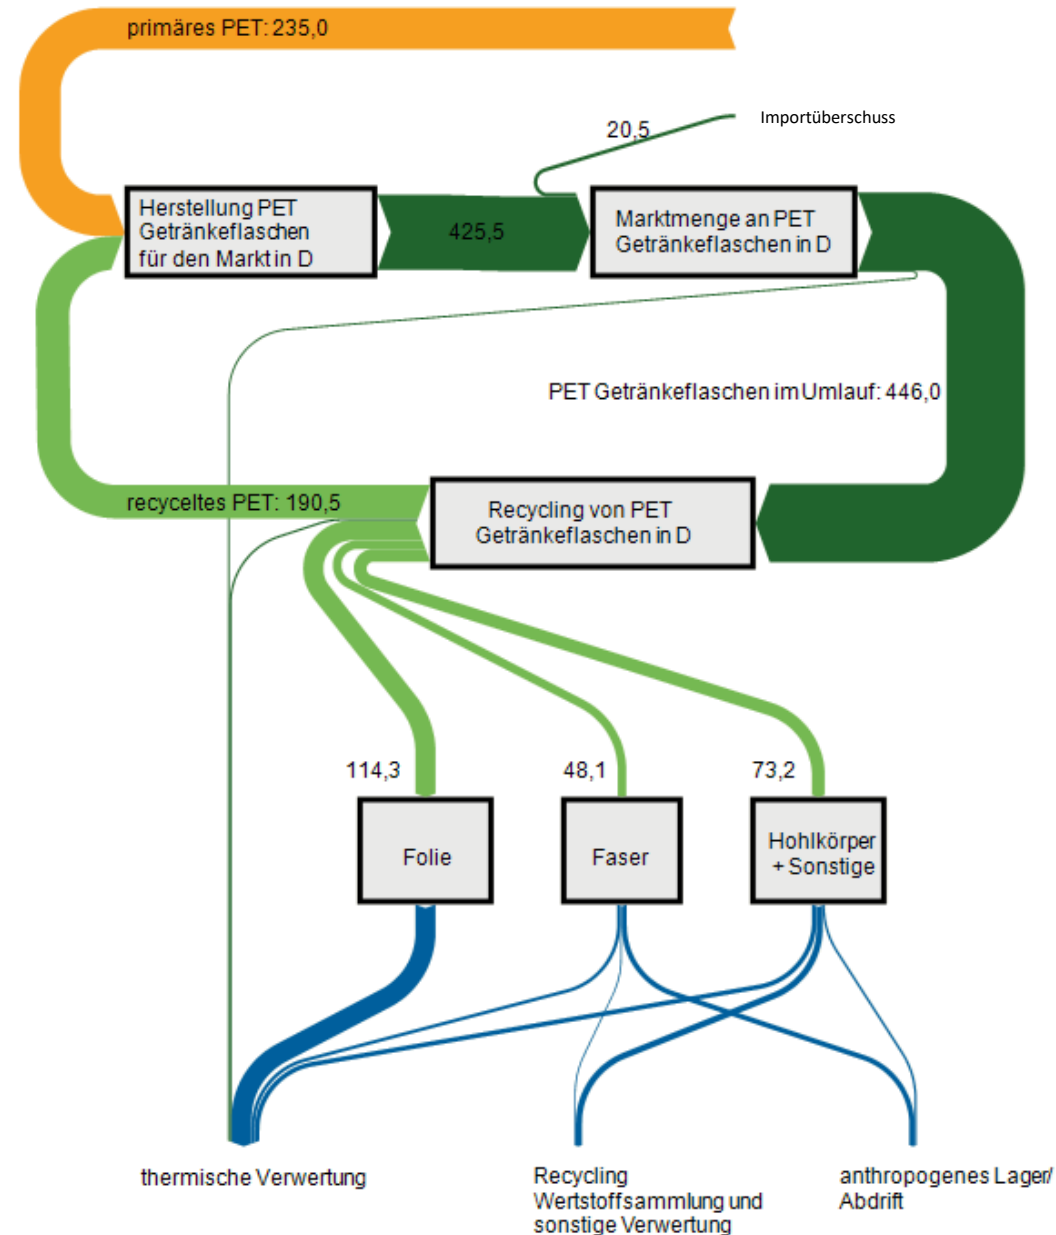 primäres PET: 235,0
Importüberschuss
20,5
Herstellung PET
Getränkeflaschen
für den Markt in D
425,5
Marktmenge an PET
Getränkeflaschen in D
PET Getränkeflaschen im Umlauf: 446,0
recyceltes PET: 190,5
Recycling von PET
Getränkeflaschen in D
114,3
48,1
73,2
Folie
Faser
Hohlkörper
+ Sonstige
thermische Verwertung
Recycling
Wertstoffsammlung und
sonstige Verwertung
anthropogenes Lager/
Abdrift